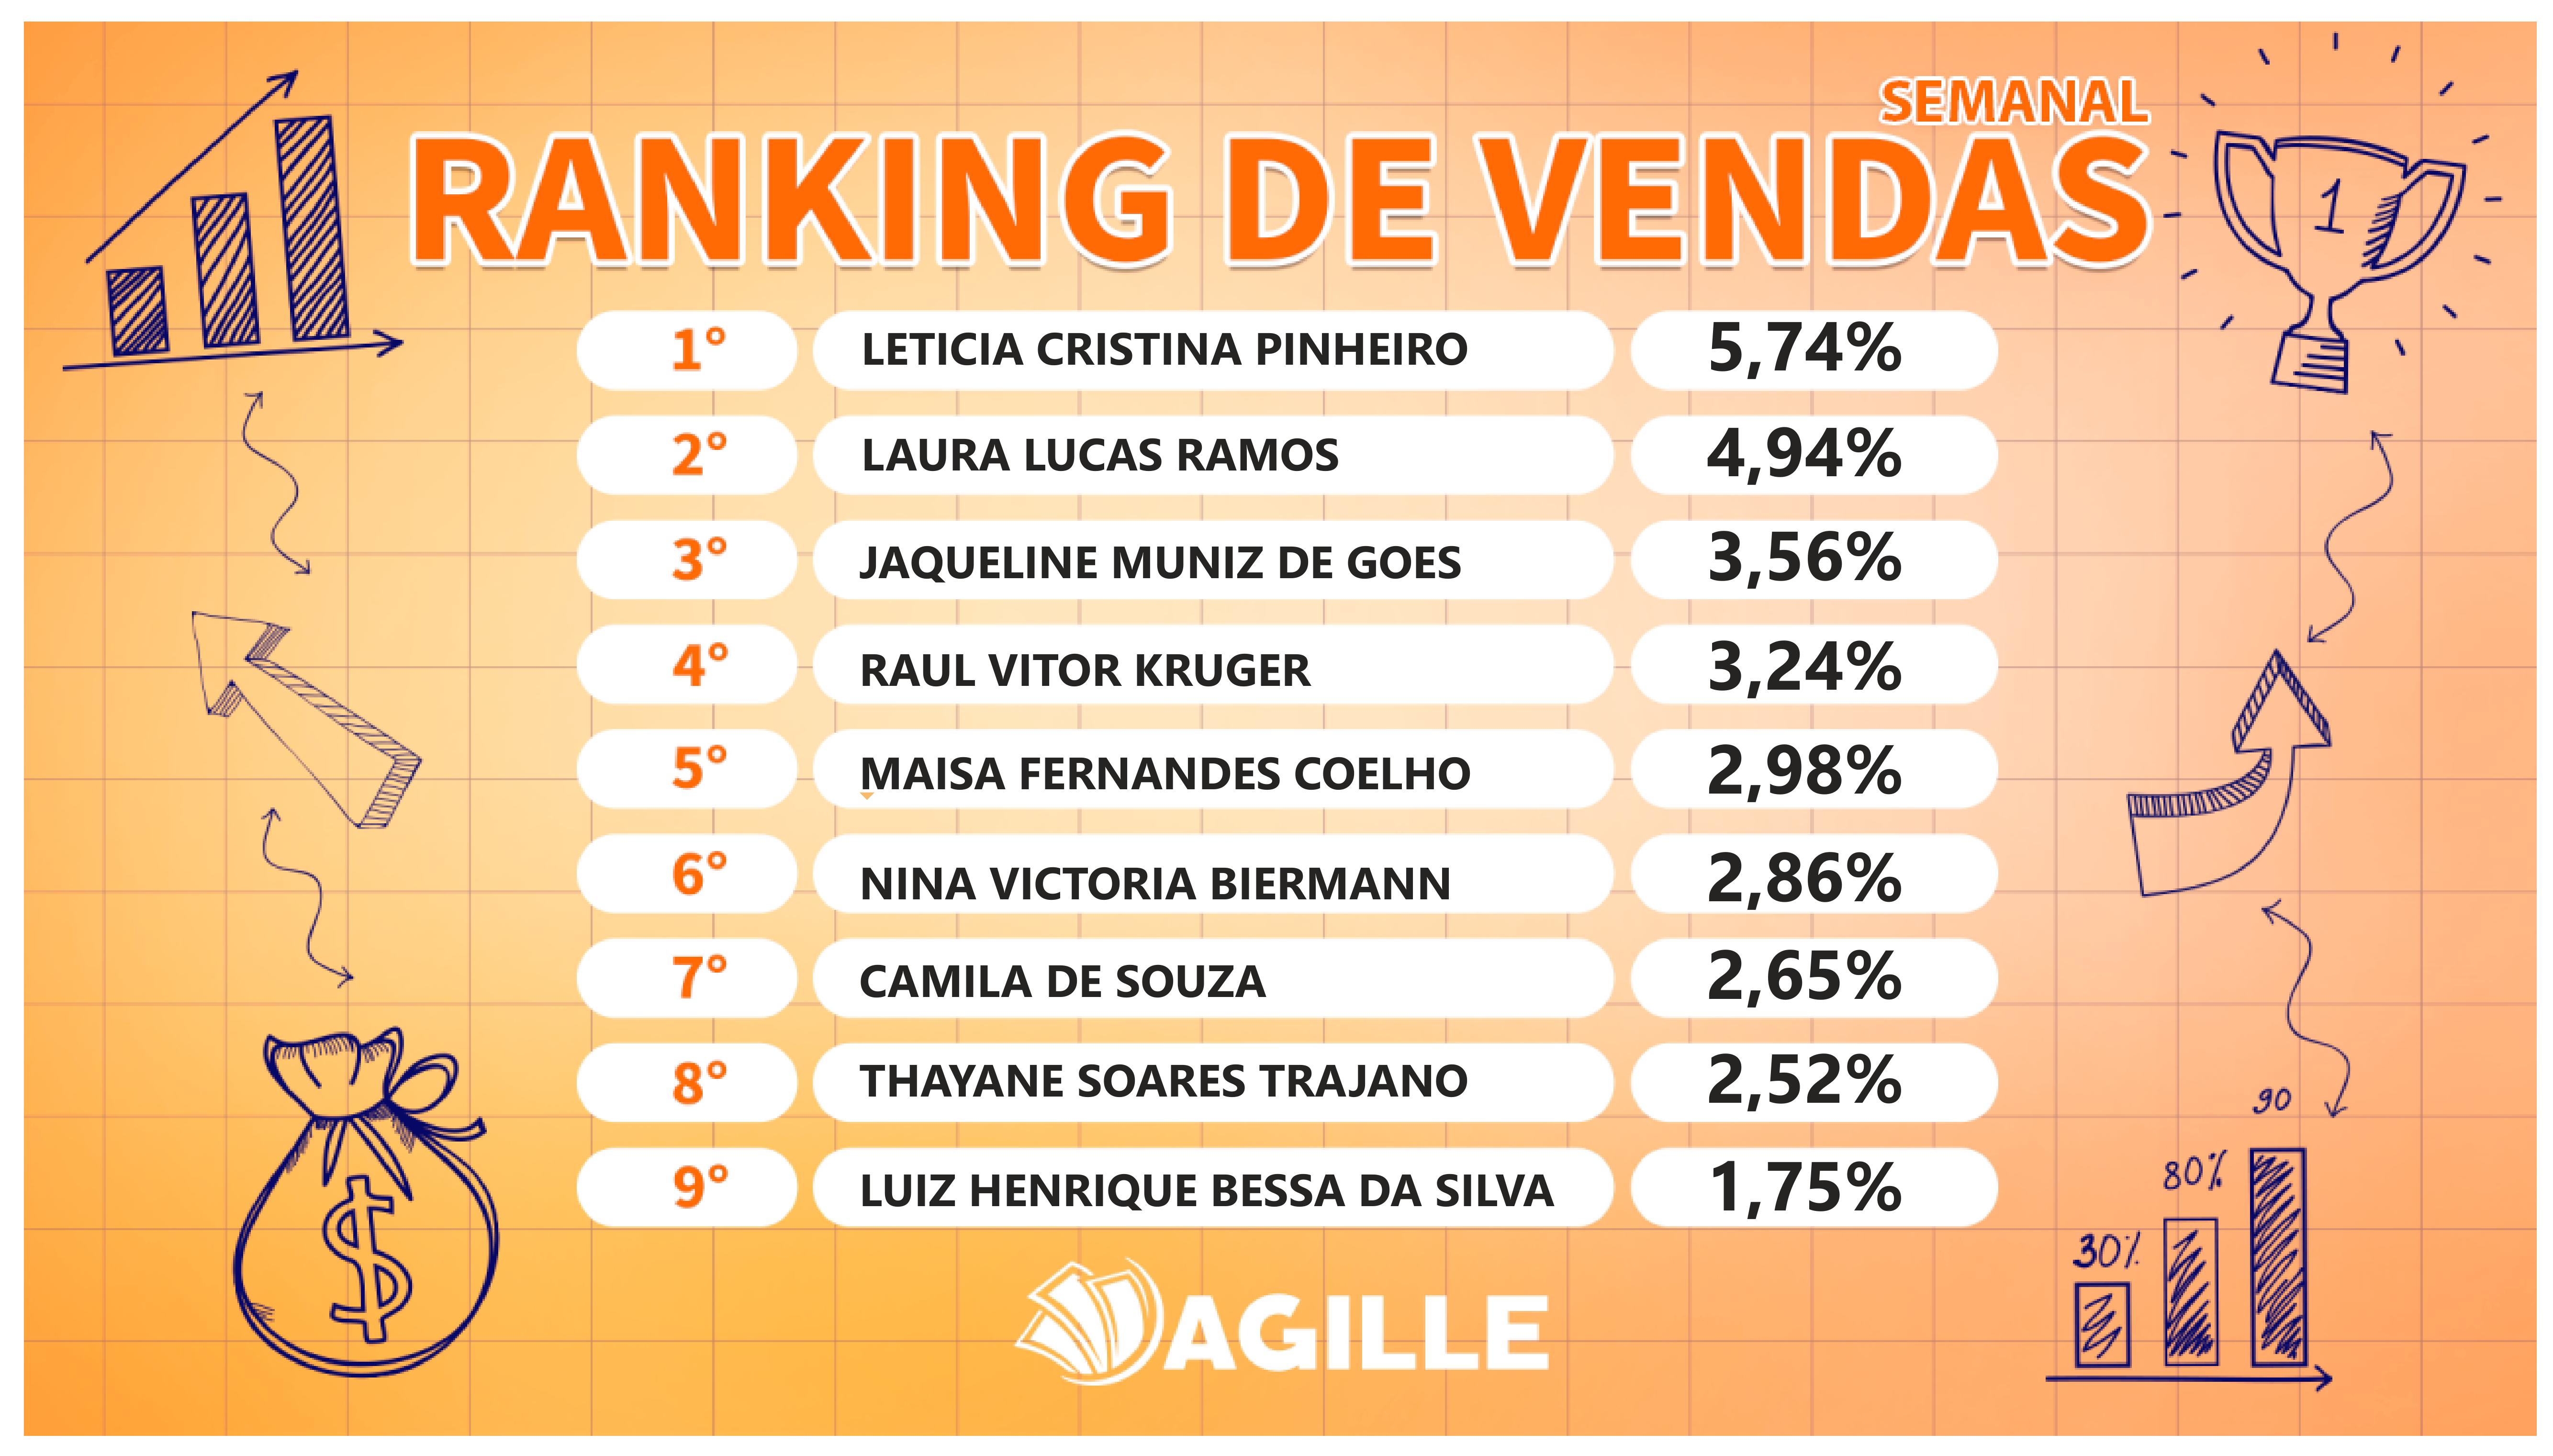 SEMANAL
RANKING DE VENDAS
1
1° LETICIA CRISTINA PINHEIRO 5,74%
2° LAURA LUCAS RAMOS 4,94%
3° JAQUELINE MUNIZ DE GOES 3,56%
4° RAUL VITOR KRUGER 3,24%
5° MAISA FERNANDES COELHO 2,98%
6° NINA VICTORIA BIERMANN 2,86%
7° CAMILA DE SOUZA 2,65%
8° THAYANE SOARES TRAJANO 2,52%
9° LUIZ HENRIQUE BESSA DA SILVA 1,75%
$
30%
80%
90
AGILLE